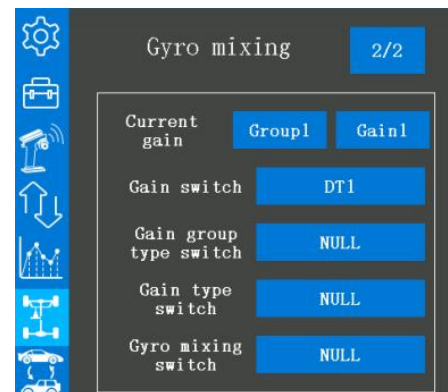 Gyro mixing 2/2
Current
gain
Group1 Gain1
Gain switch DT1
Gain group
type switch
NULL
Gain type
switch
NULL
Gyro mixing
switch
NULL